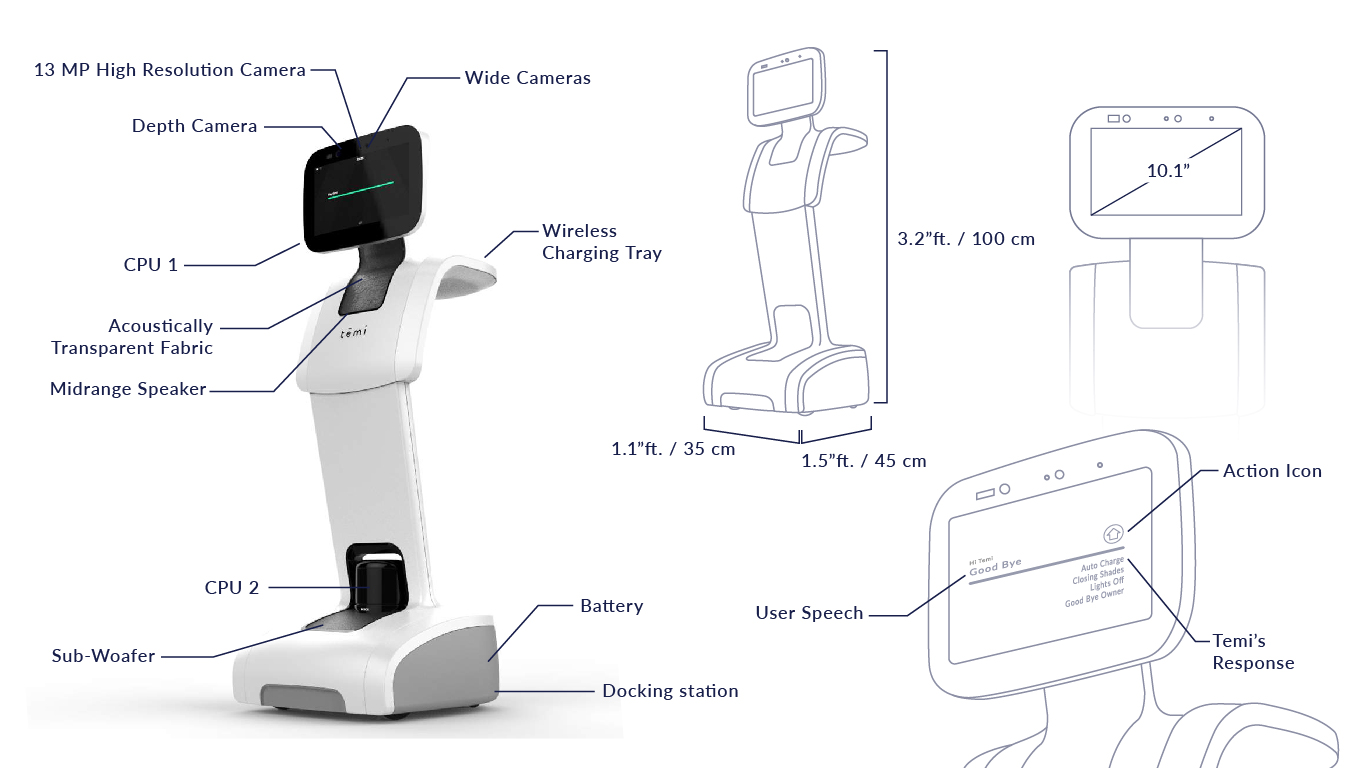 13 MP High Resolution Camera
Wide Cameras
Depth Camera
CPU 1
Wireless
Charging Tray
Acoustically
Transparent Fabric
Midrange Speaker
tēmi
CPU 2
Battery
Sub-Woafer
Docking station
3.2”ft. / 100 cm
1.1”ft. / 35 cm
1.5”ft. / 45 cm
10.1”
Action Icon
Hi Temi
Good Bye
Auto Charge
Closing Shades
Lights Off
Good Bye Owner
User Speech
Temi’s
Response